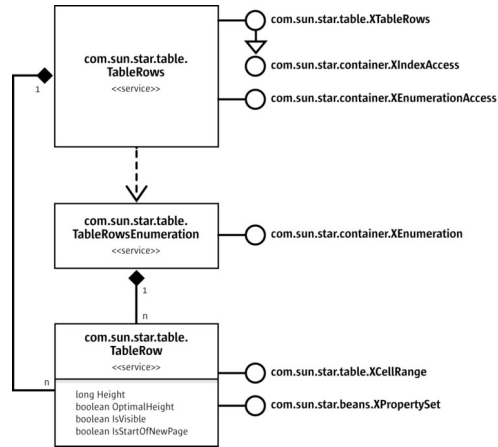 com.sun.star.table.
TableRows
<<service>>
com.sun.star.table.XTableRows
com.sun.star.container.XIndexAccess
com.sun.star.container.XEnumerationAccess
1
com.sun.star.table.
TableRowsEnumeration
<<service>>
com.sun.star.container.XEnumeration
1
n
com.sun.star.table.
TableRow
<<service>>
com.sun.star.table.XCellRange
n
long Height
boolean OptimalHeight
boolean IsVisible
boolean IsStartOfNewPage
com.sun.star.beans.XPropertySet